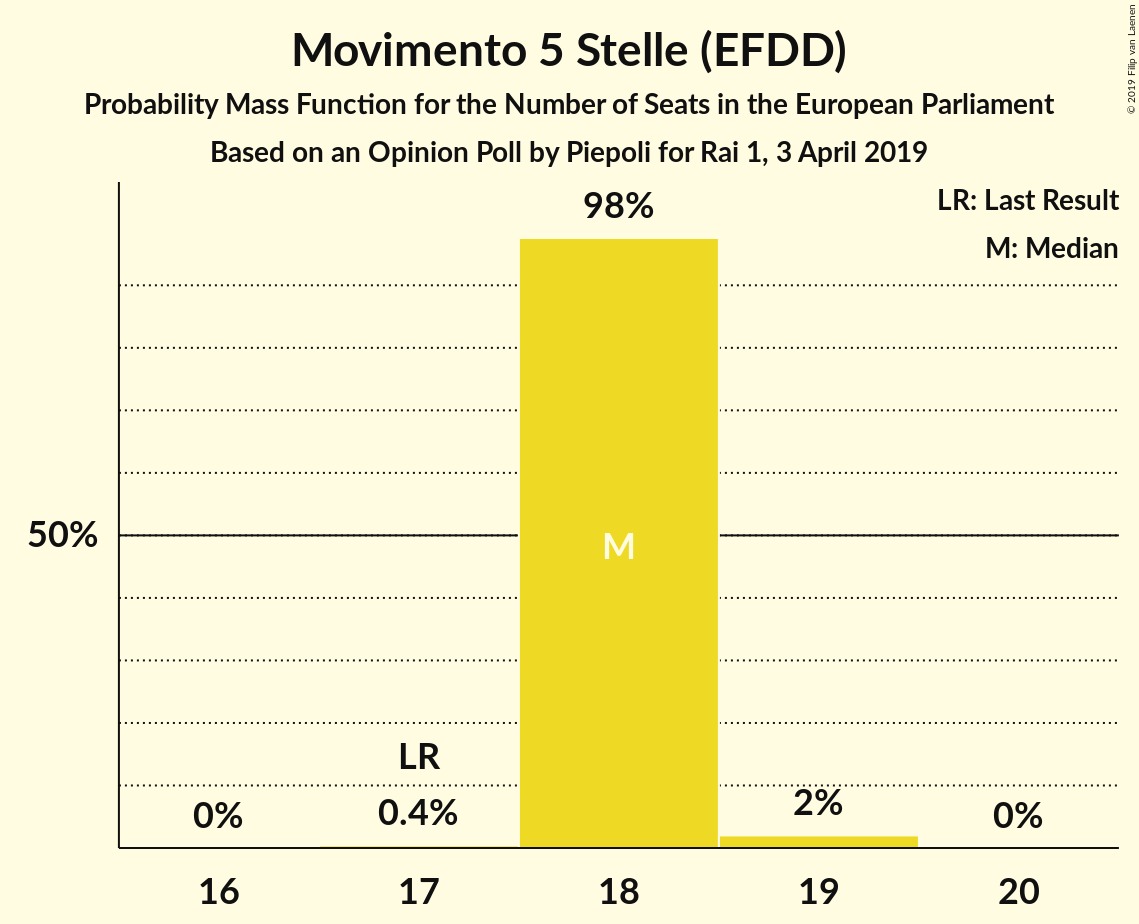 Movimento 5 Stelle (EFDD)
Probability Mass Function for the Number of Seats in the European Parliament
Based on an Opinion Poll by Piepoli for Rai 1, 3 April 2019
© 2019 Filip van Laenen
LR: Last Result
M: Median
98%
50%
M
LR
0%
0.4%
2%
0%
16
17
18
19
20